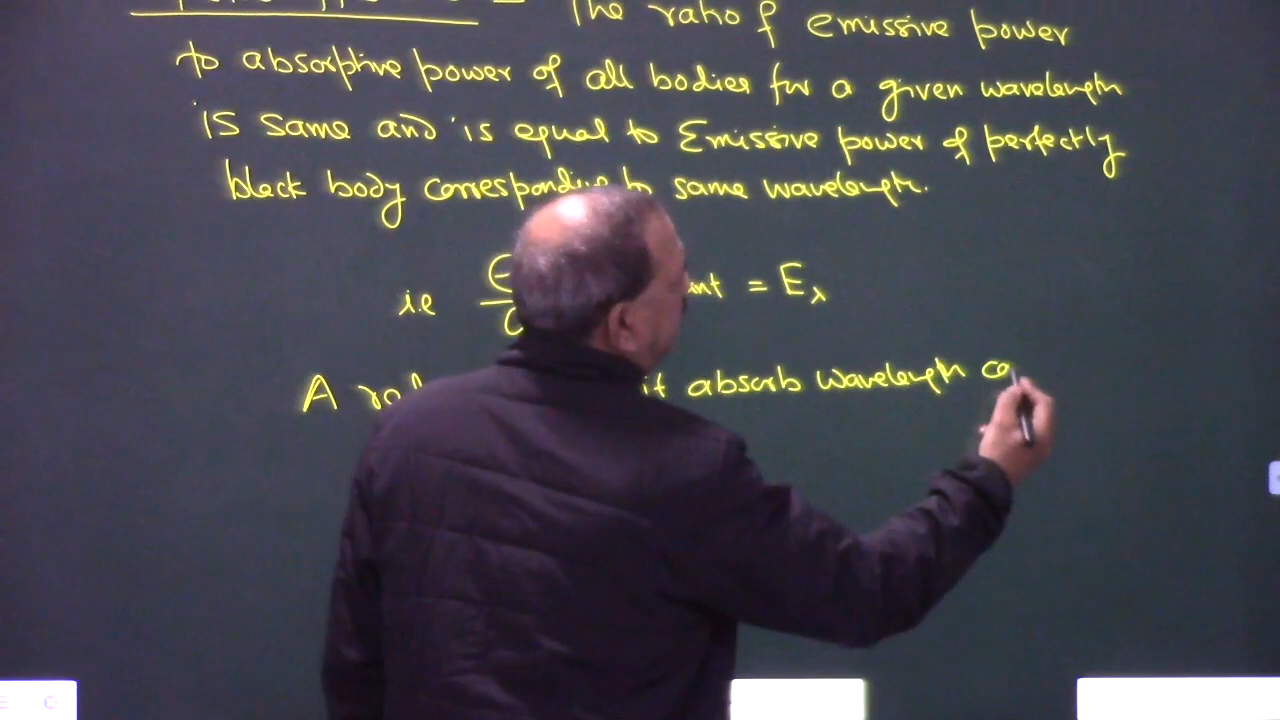 The ratio of emissive power
to absorptive power of all bodies for a given wavelength
is same and is equal to Emissive power of perfectly
black body corresponding to same wavelength.
i.e = Eλ
A it absorb wavelength